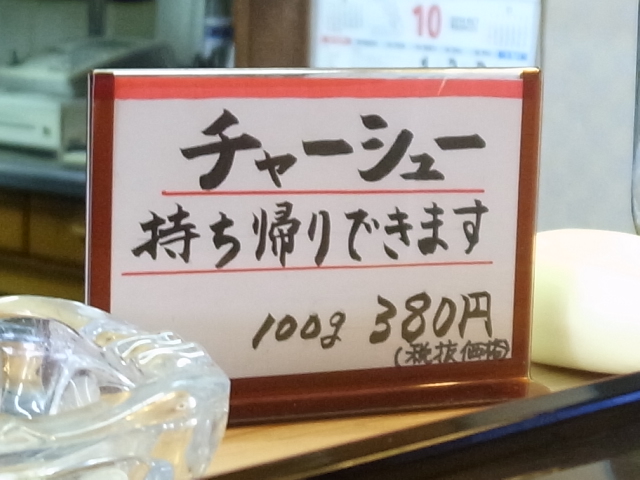 10
チャーシュー
持ち帰りできます
100g 380円
(税抜価格)